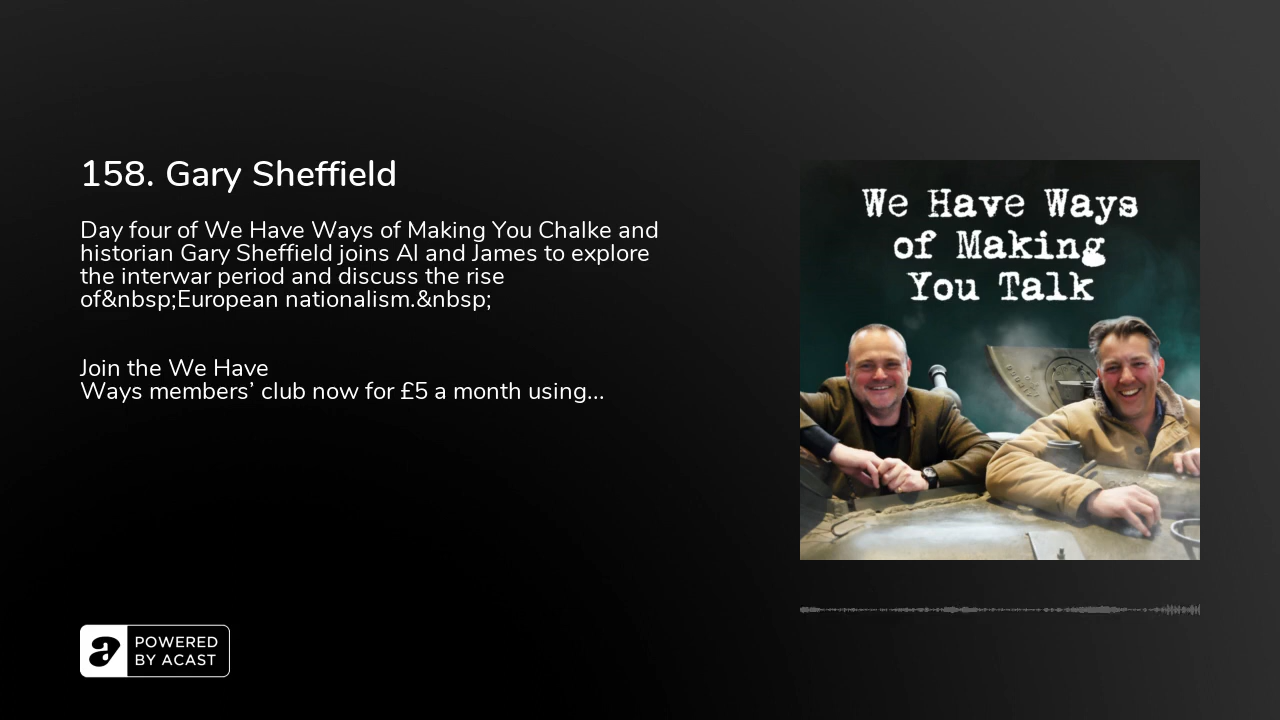 158. Gary Sheffield
Day four of We Have Ways of Making You Chalke and
historian Gary Sheffield joins Al and James to explore
the interwar period and discuss the rise
of&nbsp;European nationalism.&nbsp;
Join the We Have
Ways members’ club now for £5 a month using...
We Have Ways
of Making
You Talk
a POWERED
BY ACAST